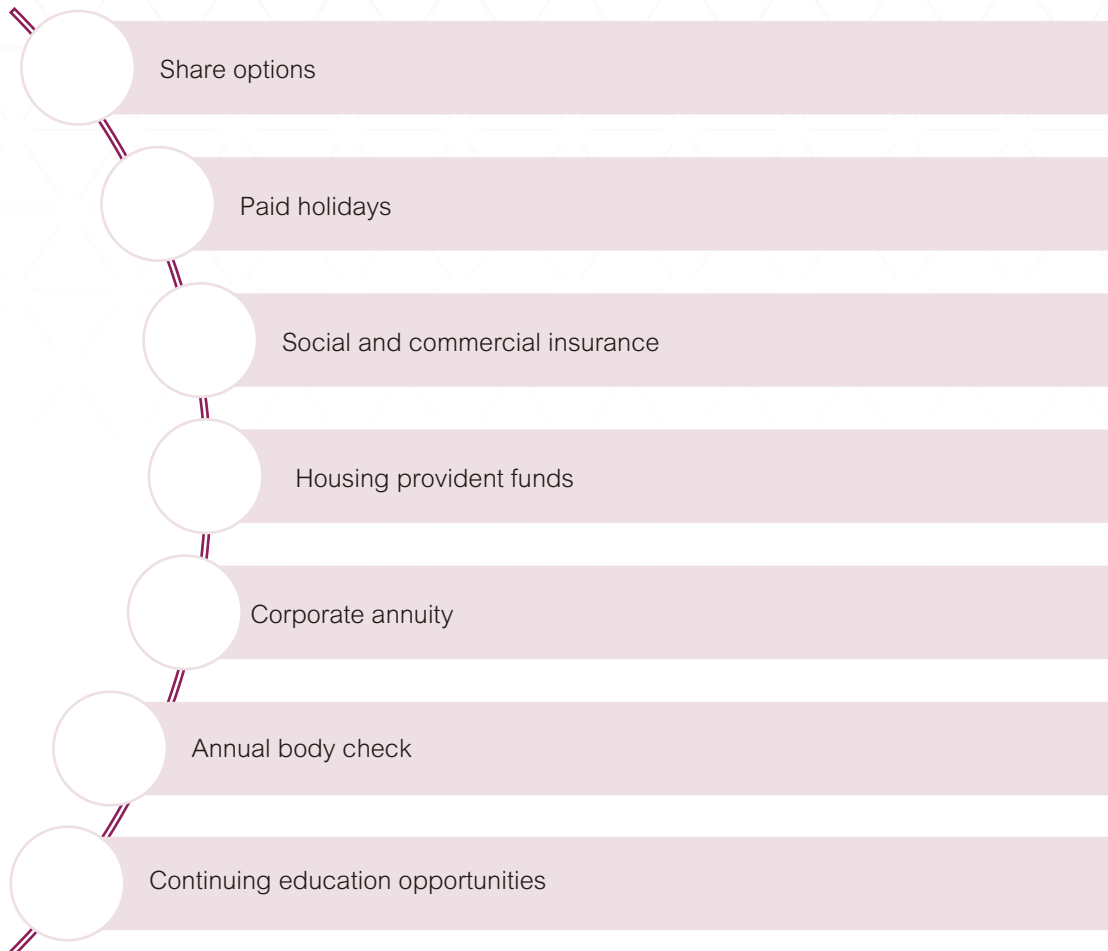 Share options
Paid holidays
Social and commercial insurance
Housing provident funds
Corporate annuity
Annual body check
Continuing education opportunities